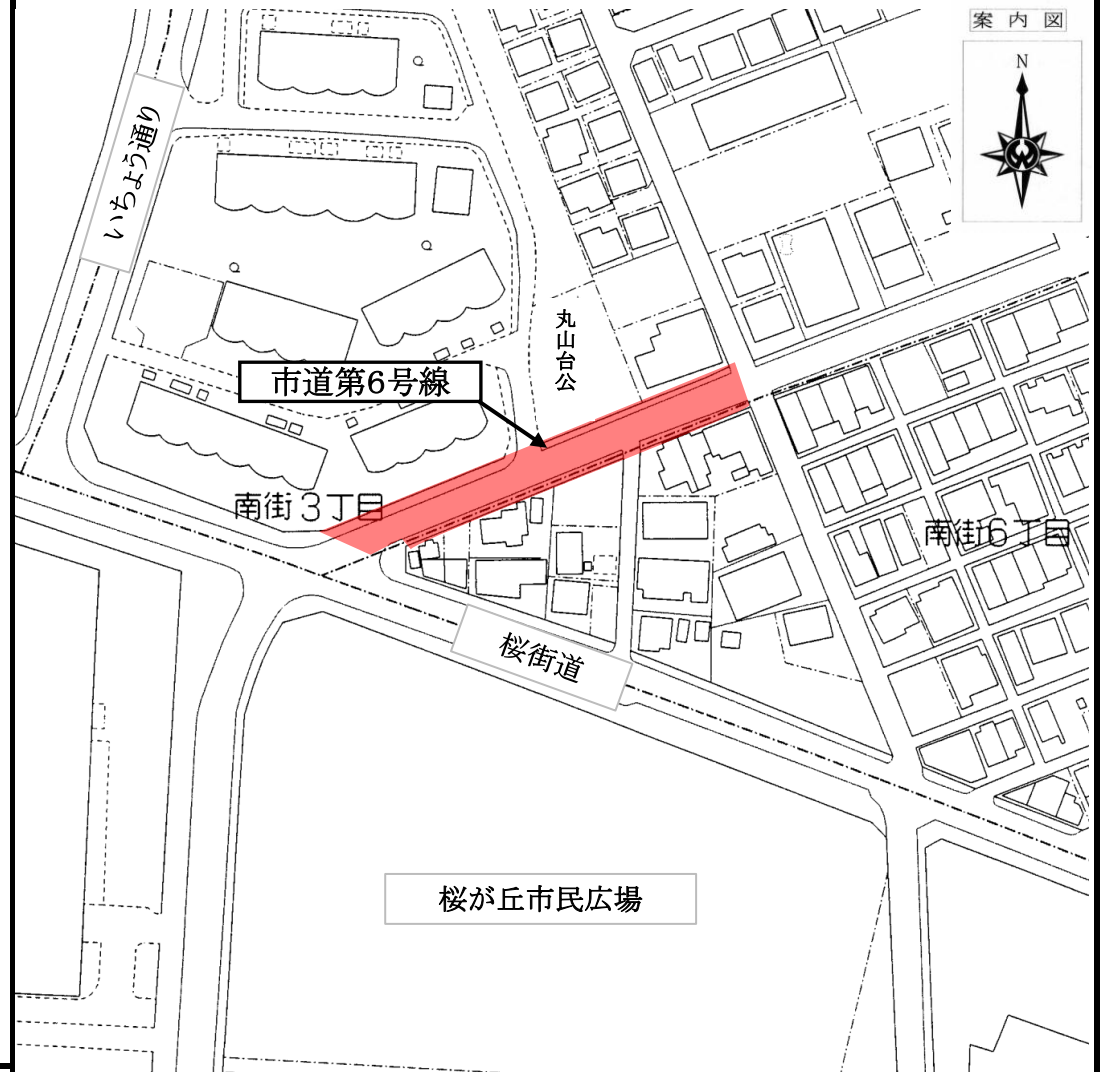 案内図
N
いちょう通り
丸山台公
市道第6号線
南街3丁目
南街6丁目
桜街道
桜が丘市民広場